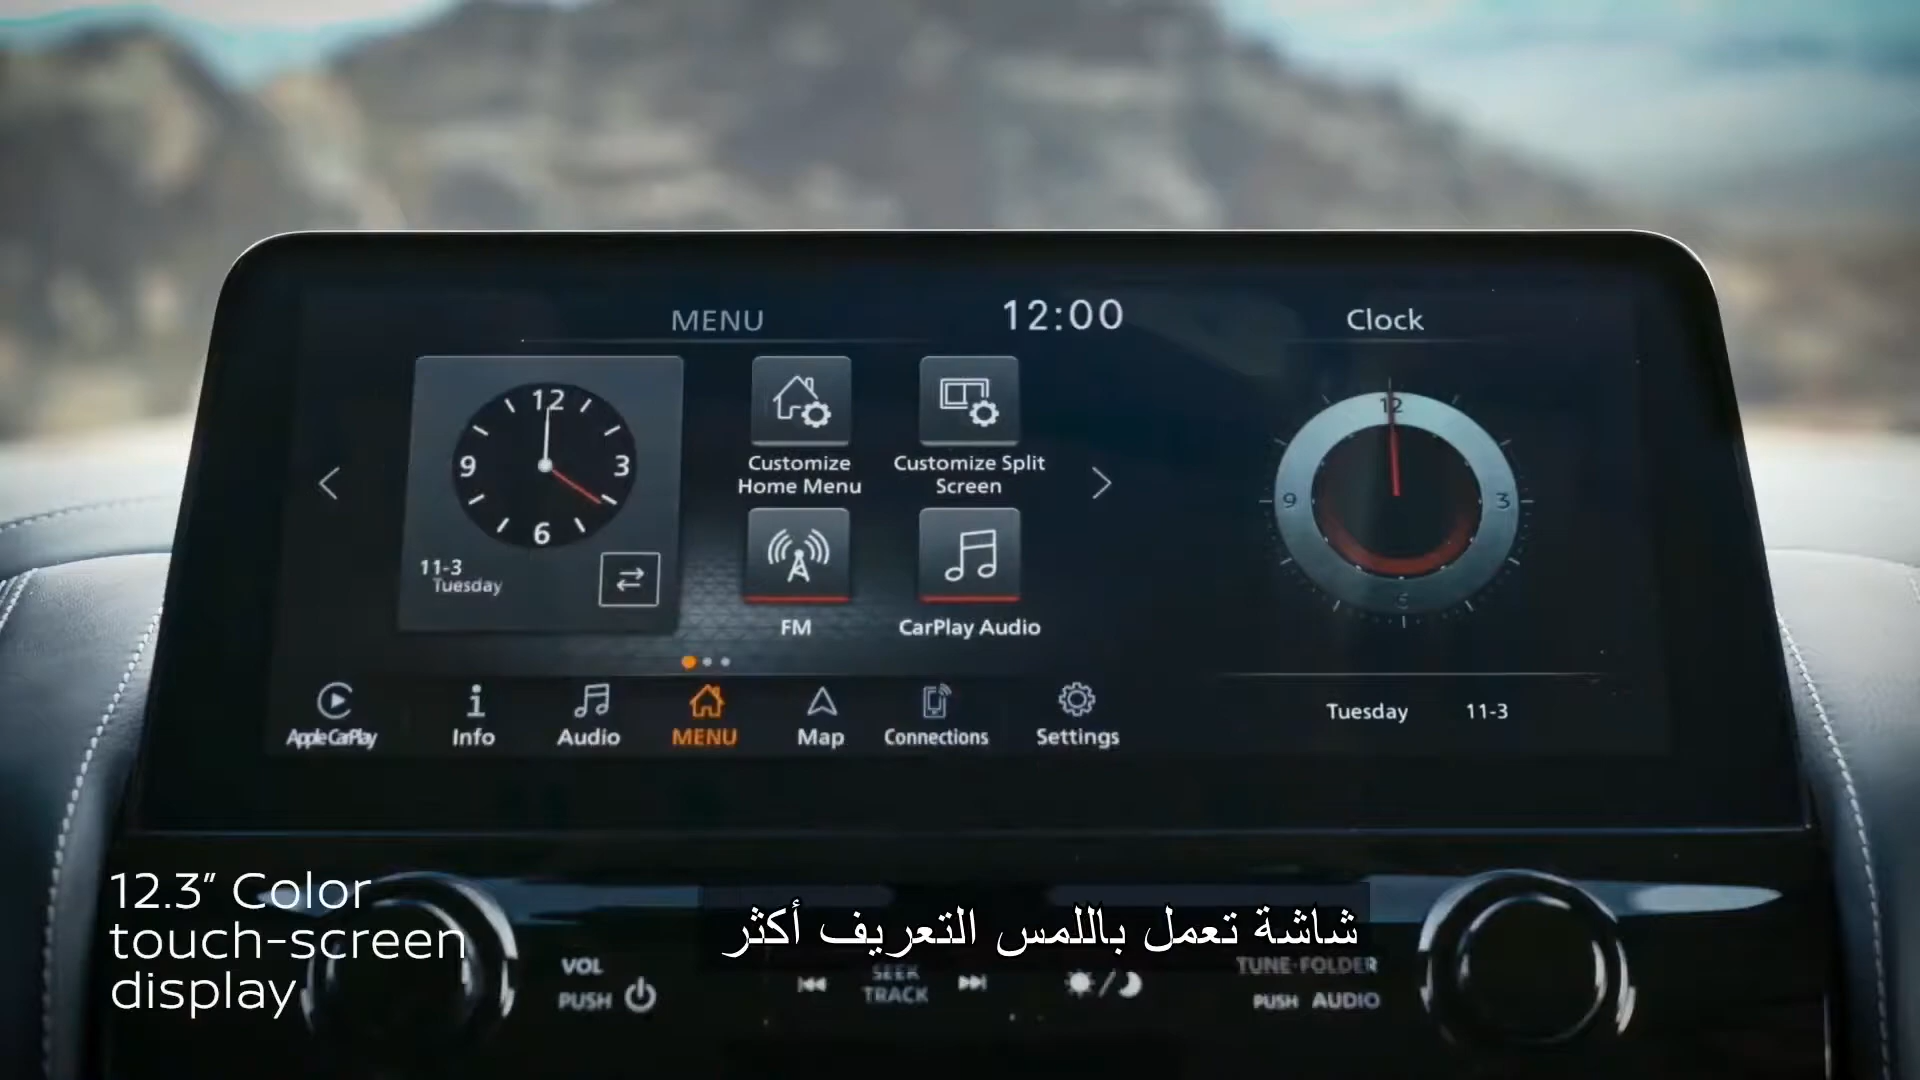 MENU
12:00
Clock
12
3
6
9
11-3
Tuesday
Customize
Home Menu
Customize Split
Screen
FM
CarPlay Audio
12
3
6
9
Apple CarPlay
Info
Audio
MENU
Map
Connections
Settings
Tuesday 11-3
12.3” Color
touch-screen
display
شاشة تعمل باللمس التعريف أكثر
VOL
PUSH
SEEK
TRACK
TUNE·FOLDER
PUSH AUDIO